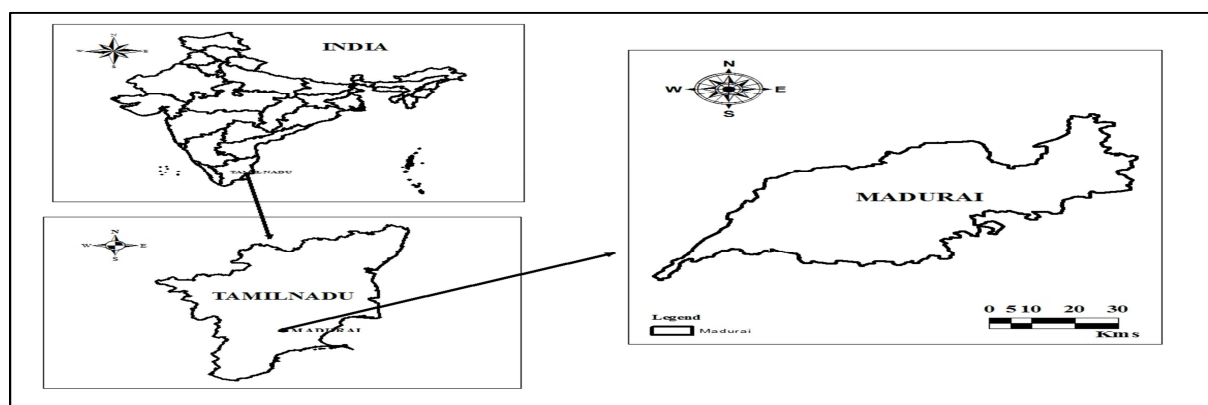 N
W E
S
INDIA
TAMILNADU
N
W E
S
TAMILNADU
MADURAI
N
W E
S
MADURAI
Legend
Madurai
0 5 10 20 30
Kms